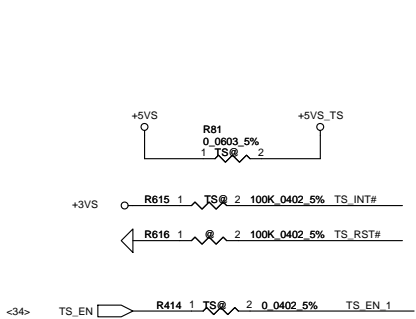 +5VS +5VS_TS
R81
0_0603_5%
1 TS@ 2
+3VS R615 1 TS@ 2 100K_0402_5% TS_INT#
R616 1 @ 2 100K_0402_5% TS_RST#
<34> TS_EN R414 1 TS@ 2 0_0402_5% TS_EN_1